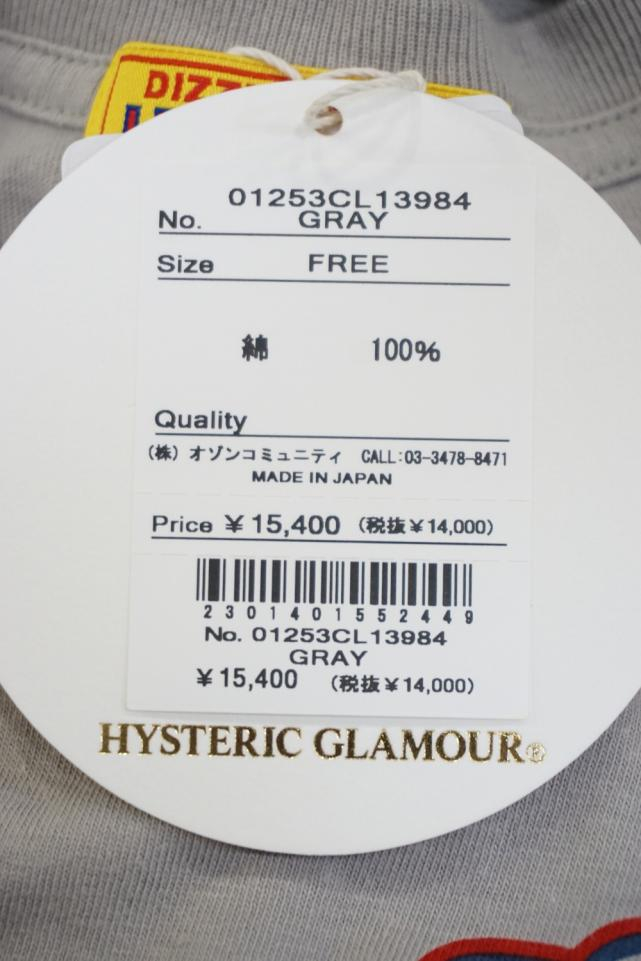 DIZZ
01253CL13984
No. GRAY
Size FREE
綿 100%
Quality
(株) オゾンコミュニティ CALL:03-3478-8471
MADE IN JAPAN
Price ¥15,400 (税抜¥14,000)
2301401552449
No. 01253CL13984
GRAY
¥15,400 (税抜¥14,000)
HYSTERIC GLAMOUR®